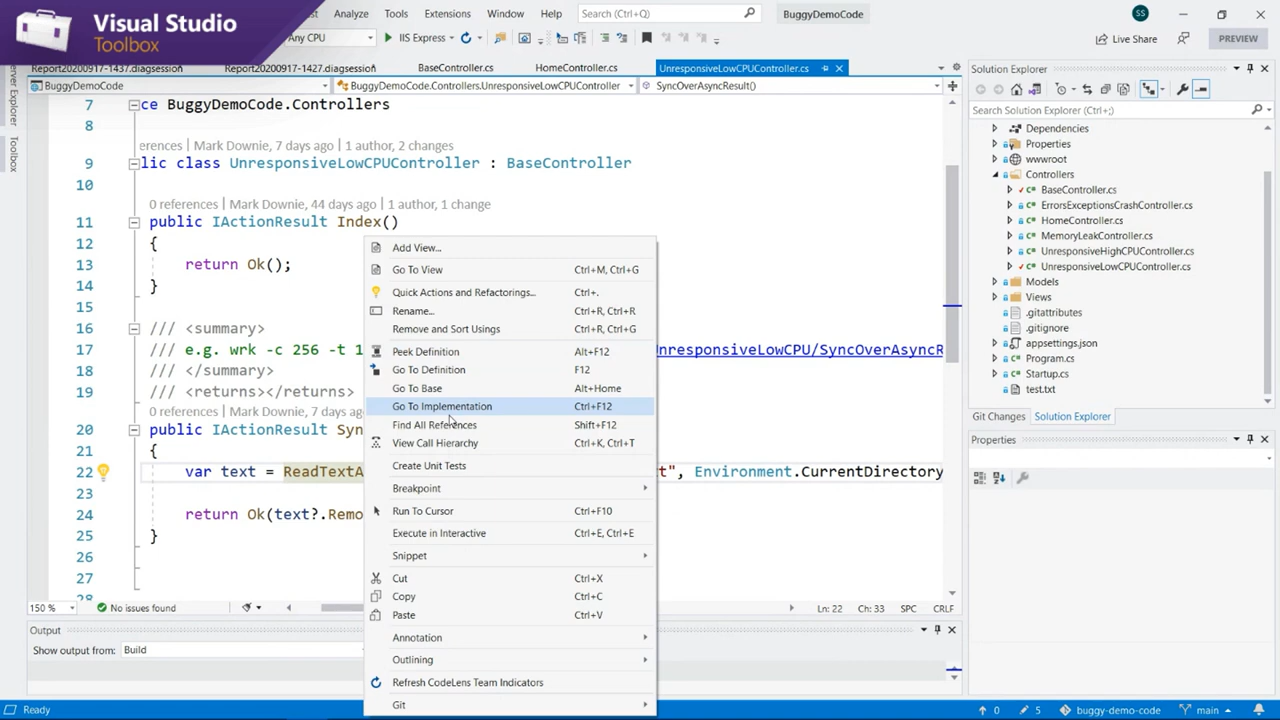 Visual Studio
Toolbox
Analyze Tools Extensions Window Help Search (Ctrl+Q) BuggyDemoCode SS
Any CPU IIS Express Live Share PREVIEW
Report20200917-1437.diagsession Report20200917-1427.diagsession BaseController.cs HomeController.cs UnresponsiveLowCPUController.cs
BuggyDemoCode BuggyDemoCode.Controllers.UnresponsiveLowCPUController SyncOverAsyncResult()
Server Explorer
Toolbox
7 ce BuggyDemoCode.Controllers
8
erences | Mark Downie, 7 days ago | 1 author, 2 changes
9 lic class UnresponsiveLowCPUController : BaseController
10
0 references | Mark Downie, 44 days ago | 1 author, 1 change
11 public IActionResult Index()
12 {
13 return Ok();
14 }
15
16 /// <summary>
17 /// e.g. wrk -c 256 -t 1 nresponsiveLowCPU/SyncOverAsyncR
18 /// </summary>
19 /// <returns></returns>
0 references | Mark Downie, 7 days ago
20 public IActionResult Syn
21 {
22 var text = ReadTextA t", Environment.CurrentDirectory
23
24 return Ok(text?.Remo
25 }
26
27
28
Add View...
Go To View Ctrl+M, Ctrl+G
Quick Actions and Refactorings... Ctrl+.
Rename... Ctrl+R, Ctrl+R
Remove and Sort Usings Ctrl+R, Ctrl+G
Peek Definition Alt+F12
Go To Definition F12
Go To Base Alt+Home
Go To Implementation Ctrl+F12
Find All References Shift+F12
View Call Hierarchy Ctrl+K, Ctrl+T
Create Unit Tests
Breakpoint
Run To Cursor Ctrl+F10
Execute in Interactive Ctrl+E, Ctrl+E
Snippet
Cut Ctrl+X
Copy Ctrl+C
Paste Ctrl+V
Annotation
Outlining
Refresh CodeLens Team Indicators
Git
150 % No issues found Ln: 22 Ch: 33 SPC CRLF
Output
Show output from: Build
Solution Explorer
Search Solution Explorer (Ctrl+;)
Dependencies
Properties
wwwroot
Controllers
BaseController.cs
ErrorsExceptionsCrashController.cs
HomeController.cs
MemoryLeakController.cs
UnresponsiveHighCPUController.cs
UnresponsiveLowCPUController.cs
Models
Views
.gitattributes
.gitignore
appsettings.json
Program.cs
Startup.cs
test.txt
Git Changes Solution Explorer
Properties
Ready 0 5 buggy-demo-code main